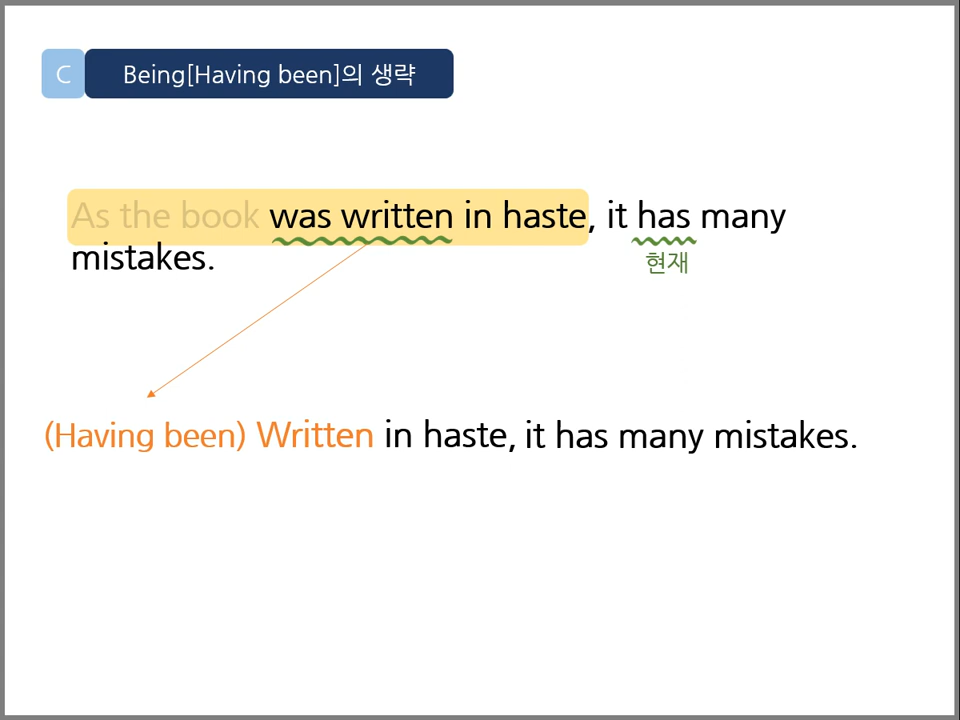 C Being[Having been]의 생략
As the book was written in haste, it has many
mistakes.
현재
(Having been) Written in haste, it has many mistakes.